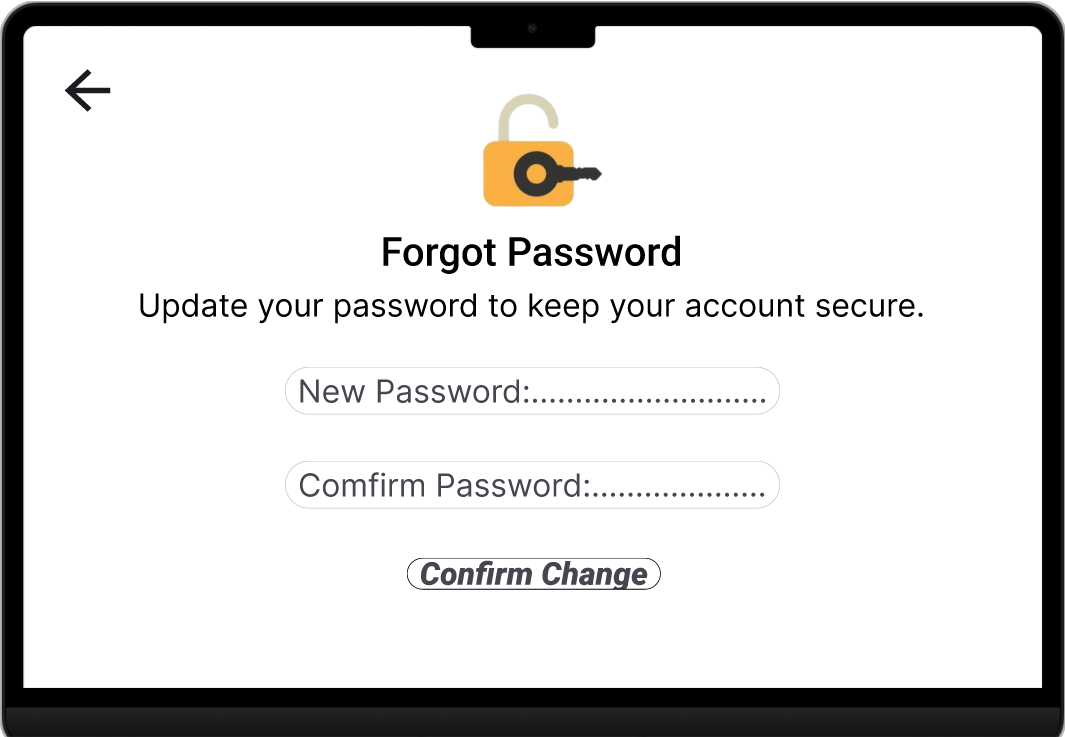 Forgot Password
Update your password to keep your account secure.
New Password:...........................
Comfirm Password:....................
Confirm Change